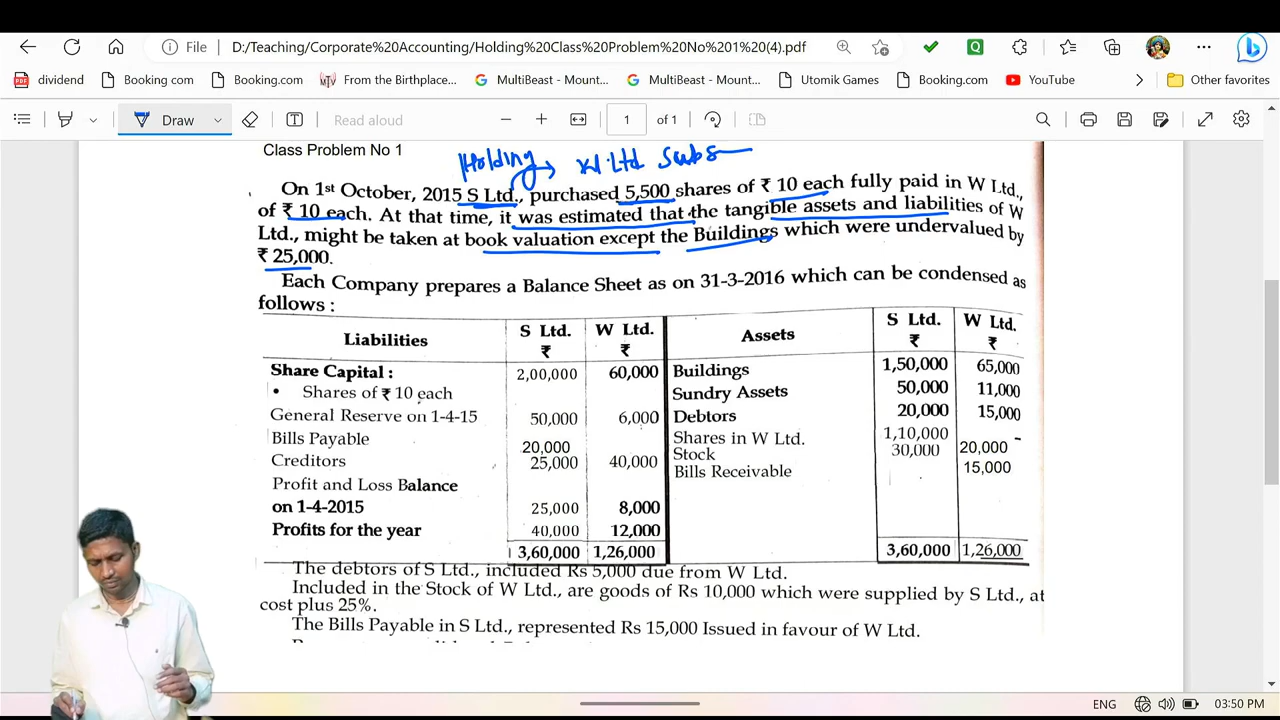 File D:/Teaching/Corporate%20Accounting/Holding%20Class%20Problem%20No%201%20(4).pdf
PDF dividend Booking com Booking.com From the Birthplace... MultiBeast - Mount... MultiBeast - Mount... Utomik Games Booking.com YouTube Other favorites
Draw Read aloud 1 of 1
Class Problem No 1
Holding W.Ltd Subs
On 1st October, 2015 S Ltd., purchased 5,500 shares of ₹ 10 each fully paid in W Ltd.,
of ₹ 10 each. At that time, it was estimated that the tangible assets and liabilities of W
Ltd., might be taken at book valuation except the Buildings which were undervalued by
₹ 25,000.
Each Company prepares a Balance Sheet as on 31-3-2016 which can be condensed as
follows :
Liabilities S Ltd. ₹ W Ltd. ₹ Assets S Ltd. ₹ W Ltd. ₹
Share Capital : 2,00,000 60,000 Buildings 1,50,000 65,000
• Shares of ₹ 10 each Sundry Assets 50,000 11,000
General Reserve on 1-4-15 50,000 6,000 Debtors 20,000 15,000
Bills Payable 20,000 Shares in W Ltd. 1,10,000 -
Creditors 25,000 40,000 Stock 30,000 20,000
Profit and Loss Balance Bills Receivable 15,000
on 1-4-2015 25,000 8,000
Profits for the year 40,000 12,000
3,60,000 1,26,000 3,60,000 1,26,000
The debtors of S Ltd., included Rs 5,000 due from W Ltd.
Included in the Stock of W Ltd., are goods of Rs 10,000 which were supplied by S Ltd., at
cost plus 25%.
The Bills Payable in S Ltd., represented Rs 15,000 Issued in favour of W Ltd.
ENG 03:50 PM